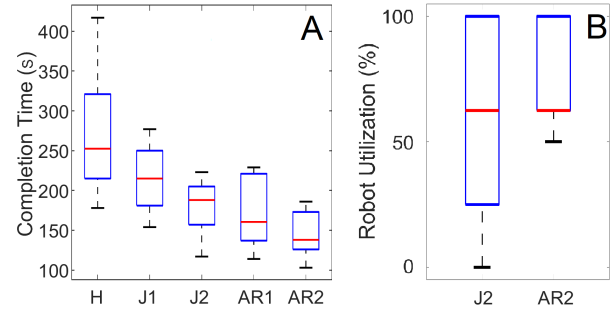 A
Completion Time (s)
400
350
300
250
200
150
100
H J1 J2 AR1 AR2
B
Robot Utilization (%)
100
50
0
J2 AR2